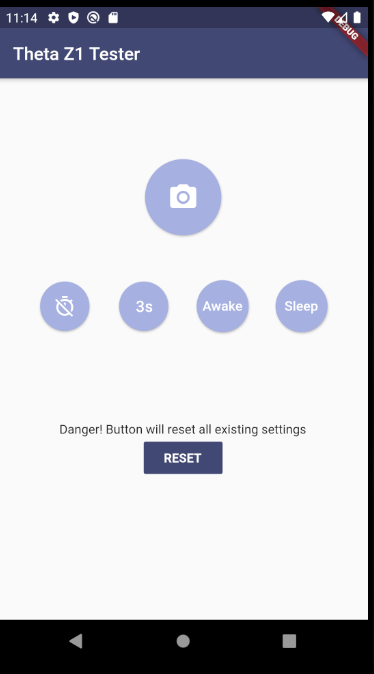 11:14
DEBUG
Theta Z1 Tester
3s
Awake
Sleep
Danger! Button will reset all existing settings
RESET